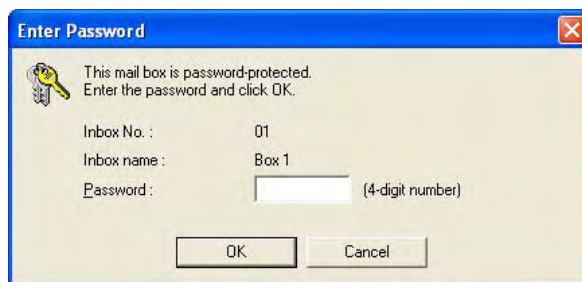 Enter Password
This mail box is password-protected.
Enter the password and click OK.
Inbox No. : 01
Inbox name : Box 1
Password : (4-digit number)
OK Cancel